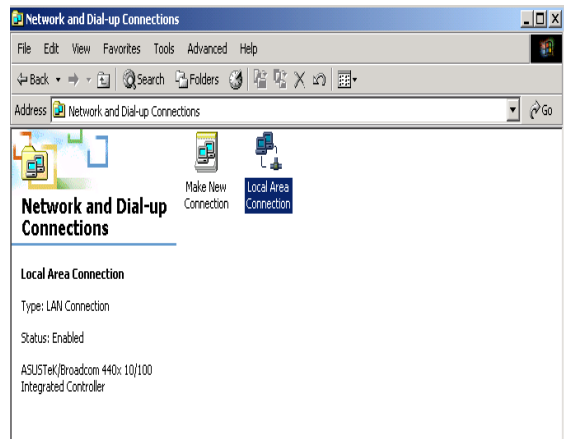 Network and Dial-up Connections
File Edit View Favorites Tools Advanced Help
Back Search Folders
Address Network and Dial-up Connections Go
Make New
Connection
Local Area
Connection
Network and Dial-up
Connections
Local Area Connection
Type: LAN Connection
Status: Enabled
ASUSTeK/Broadcom 440x 10/100
Integrated Controller